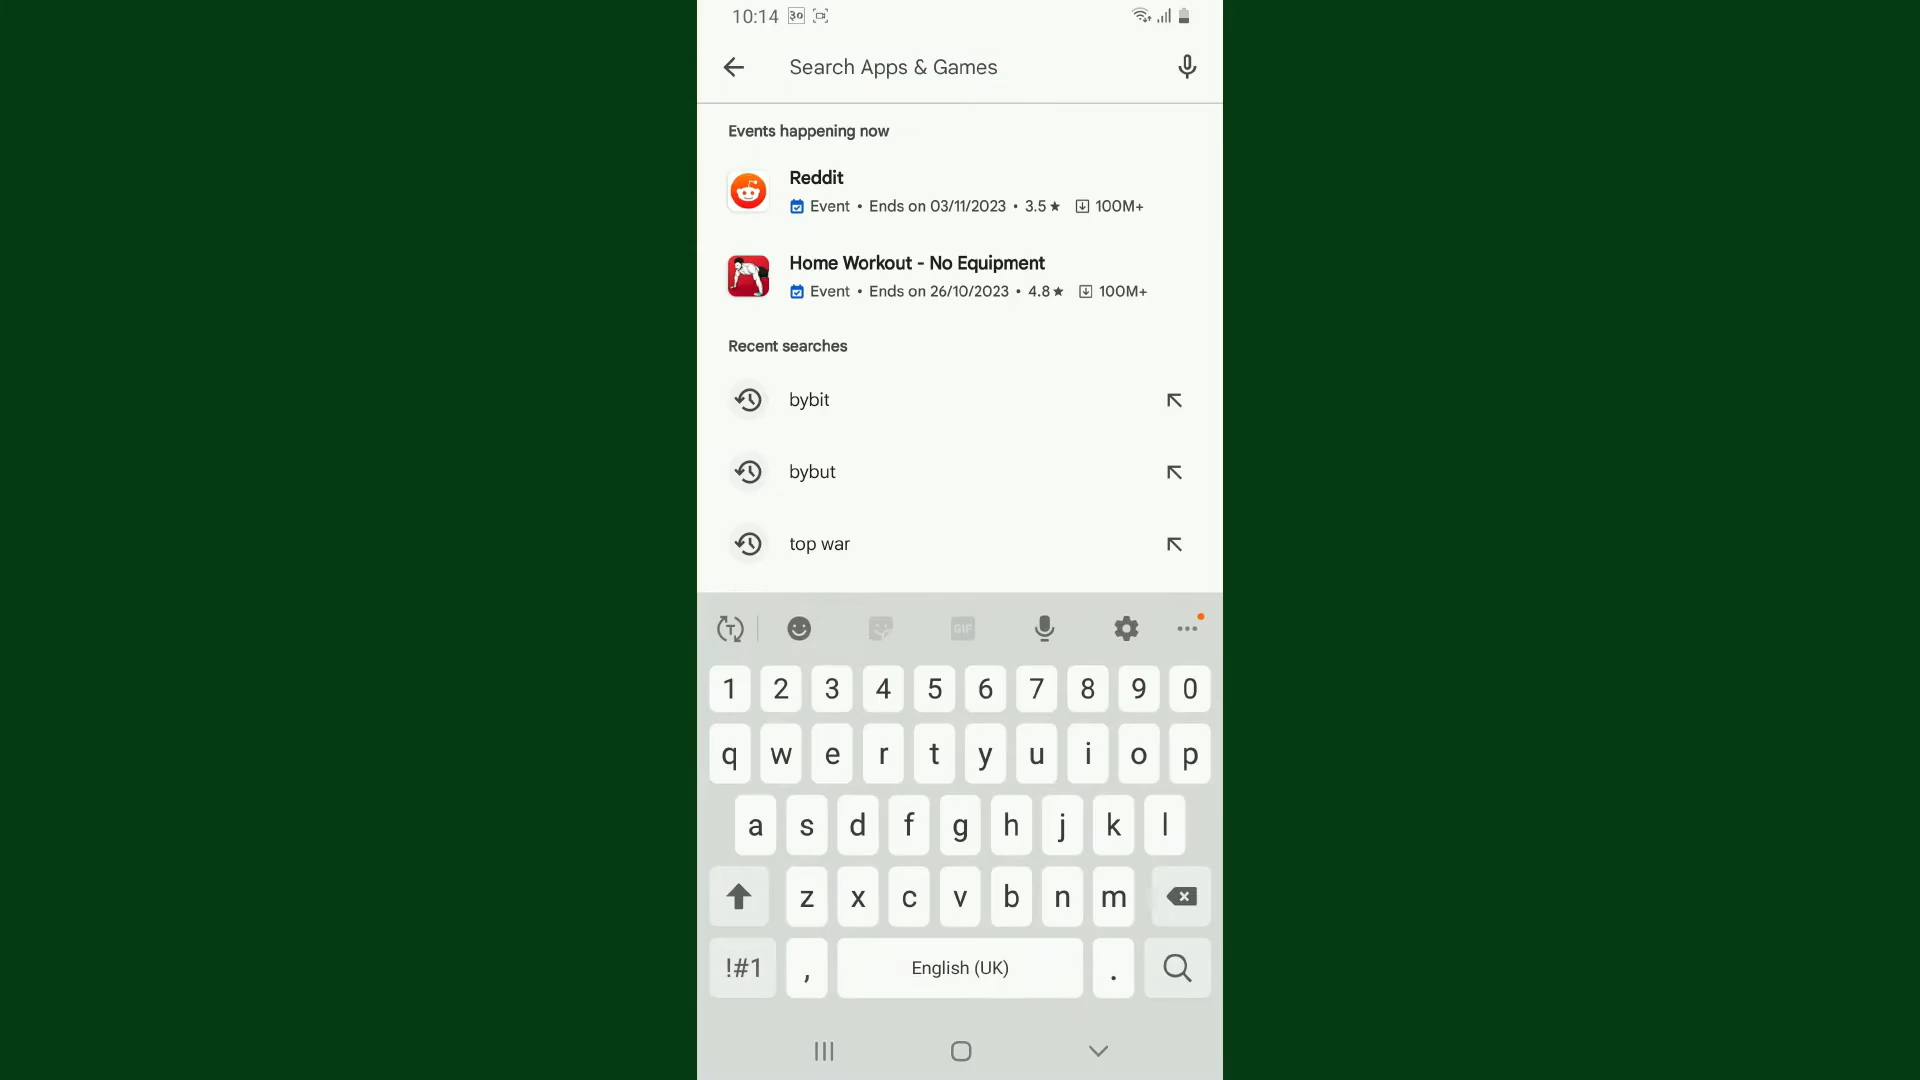 10:14 30
Search Apps & Games
Events happening now
Reddit
Event • Ends on 03/11/2023 • 3.5★ 100M+
Home Workout - No Equipment
Event • Ends on 26/10/2023 • 4.8★ 100M+
Recent searches
bybit
bybut
top war
T GIF
1 2 3 4 5 6 7 8 9 0
q w e r t y u i o p
a s d f g h j k l
z x c v b n m
!#1 , English (UK) .